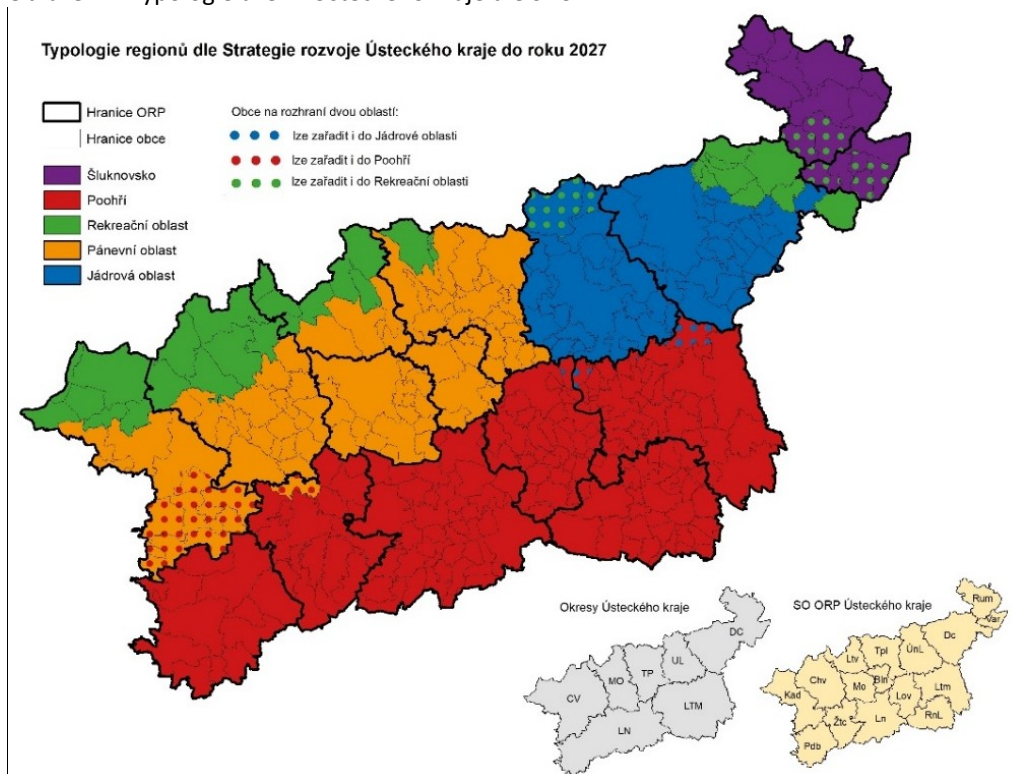 Typologie regionů dle Strategie rozvoje Ústeckého kraje do roku 2027
Hranice ORP
Hranice obce
Šluknovsko
Poohří
Rekreační oblast
Pánevní oblast
Jádrová oblast
Obce na rozhraní dvou oblastí:
lze zařadit i do Jádrové oblasti
lze zařadit i do Poohří
lze zařadit i do Rekreační oblasti
Okresy Ústeckého kraje
DC
UL
TP
MO
CV
LTM
LN
SO ORP Ústeckého kraje
Rum
Var
Dc
ÚnL
Tpl
Ltv
Chv
Mo
Bln
Kad
Lov
Ltm
Žtc
Ln
RnL
Pdb